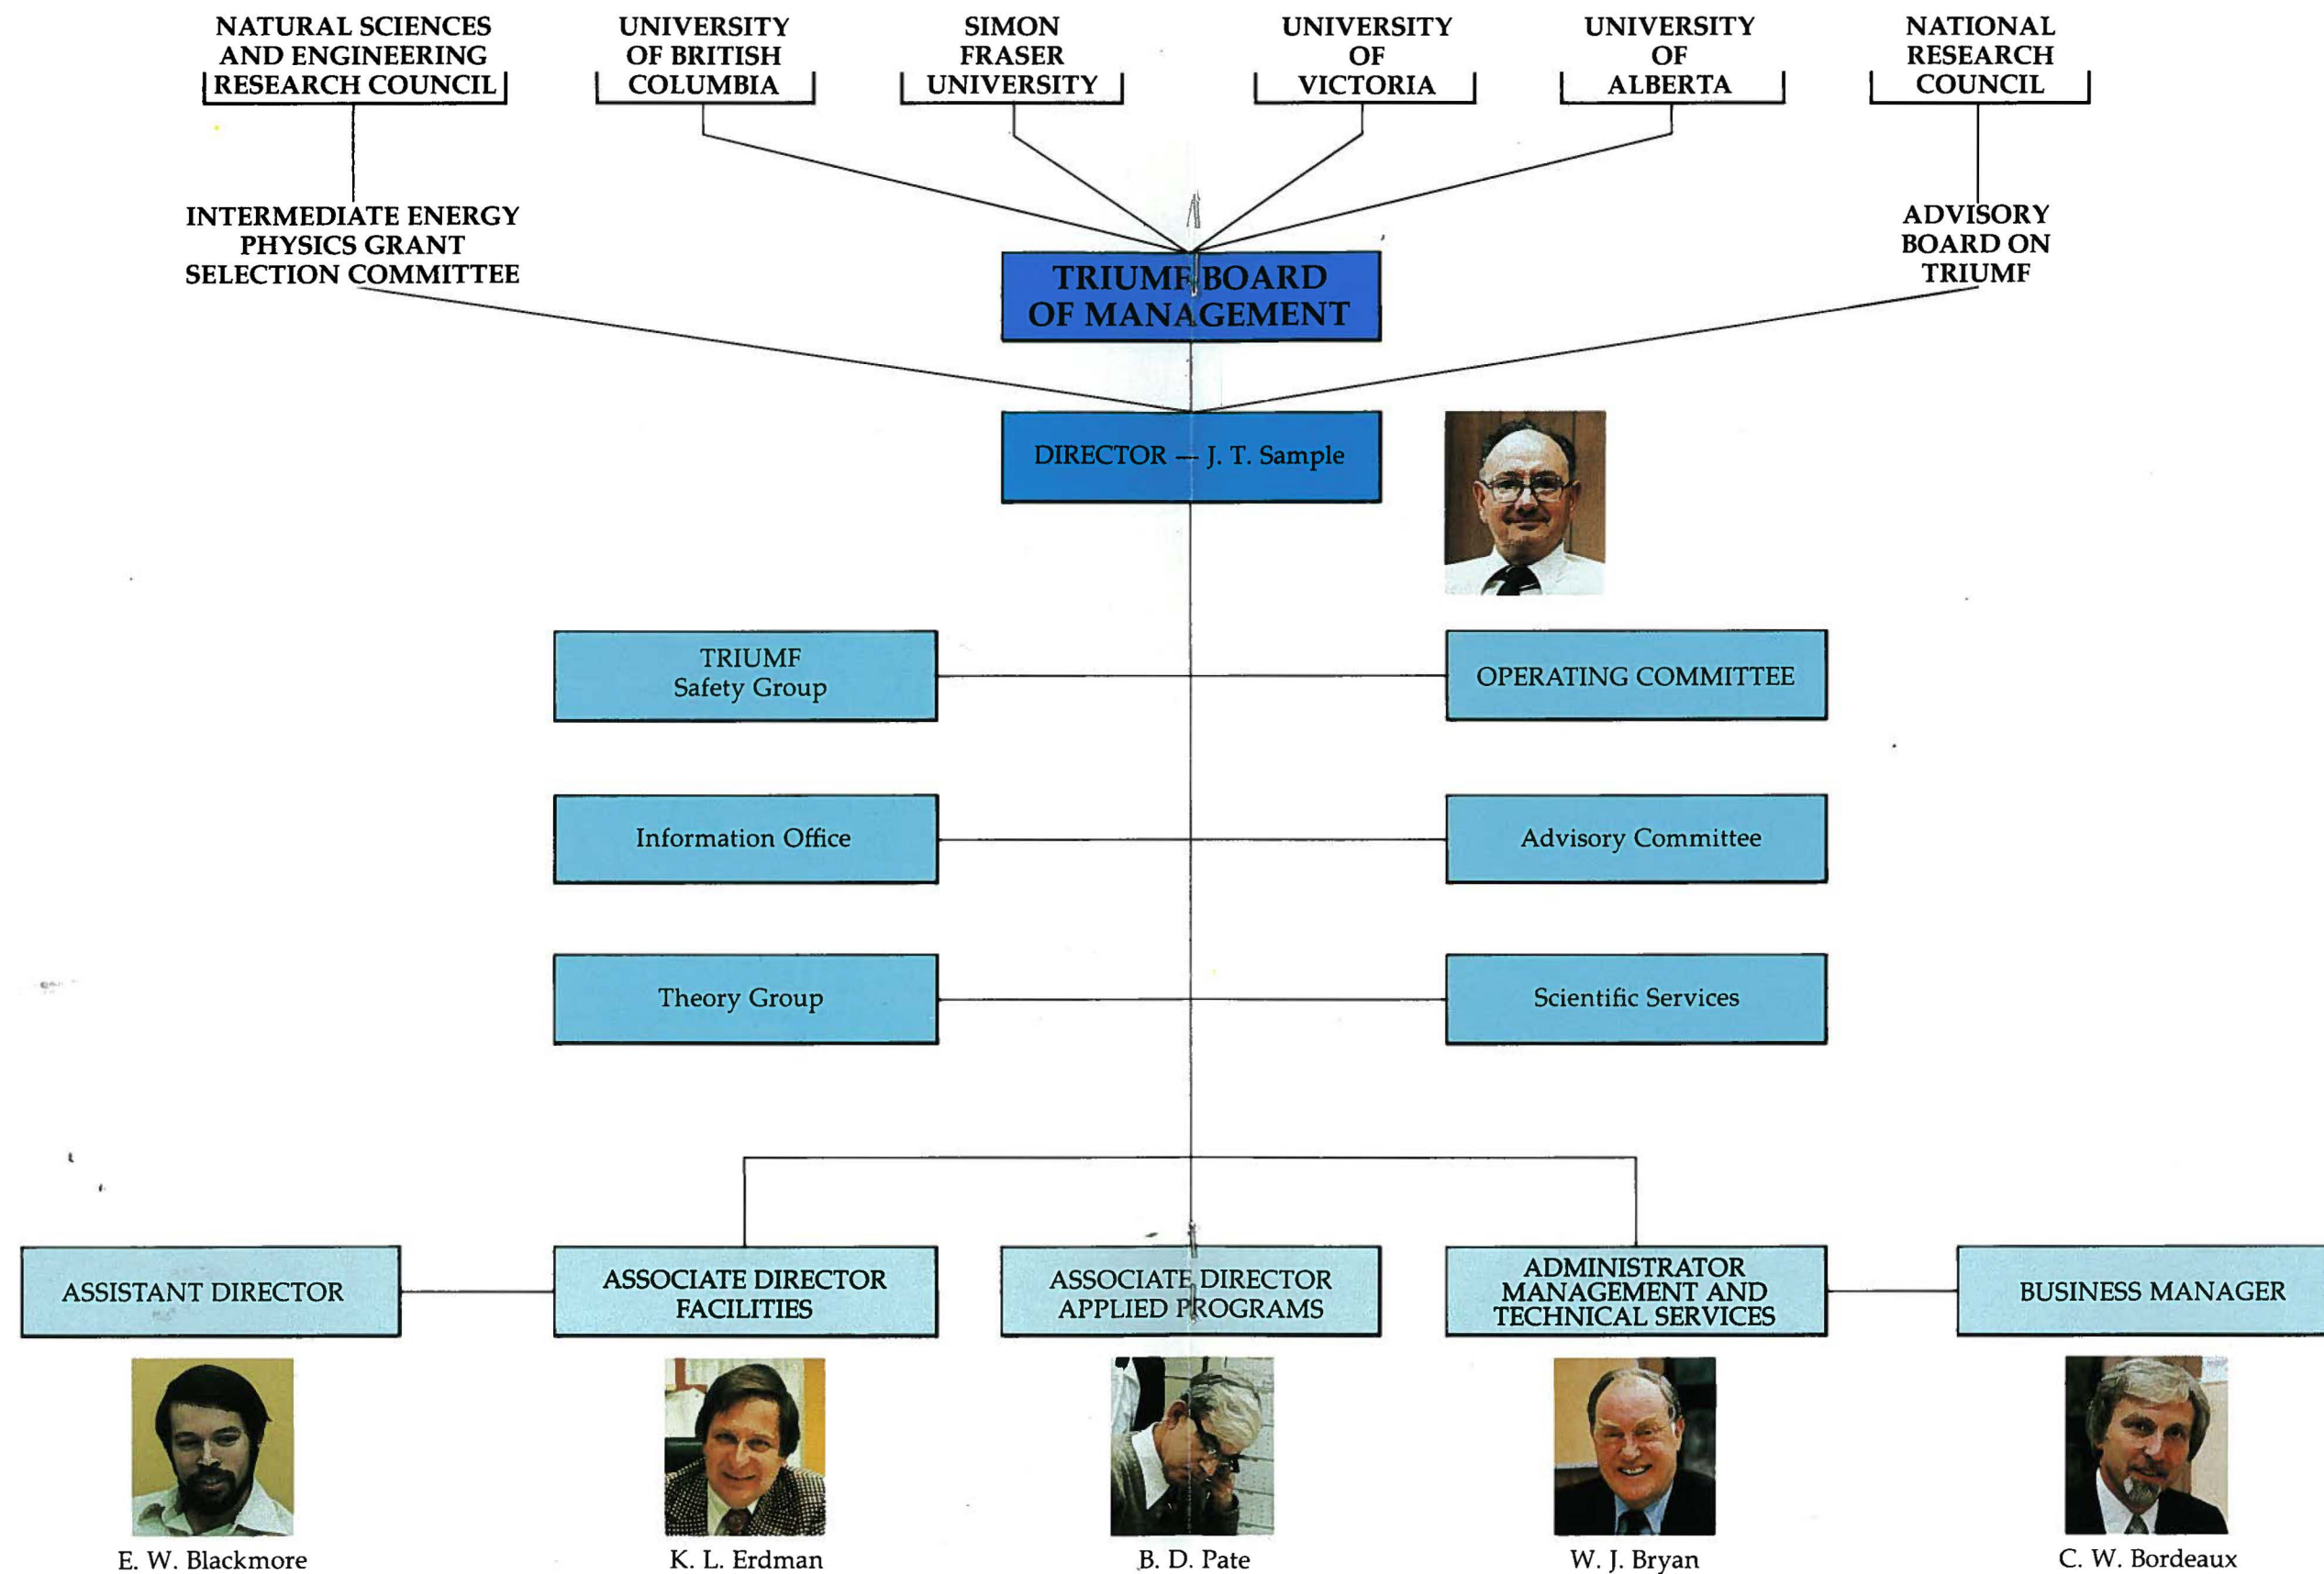 NATURAL SCIENCES
AND ENGINEERING
RESEARCH COUNCIL
UNIVERSITY
OF BRITISH
COLUMBIA
SIMON
FRASER
UNIVERSITY
UNIVERSITY
OF
VICTORIA
UNIVERSITY
OF
ALBERTA
NATIONAL
RESEARCH
COUNCIL
INTERMEDIATE ENERGY
PHYSICS GRANT
SELECTION COMMITTEE
ADVISORY
BOARD ON
TRIUMF
TRIUMF BOARD
OF MANAGEMENT
DIRECTOR — J. T. Sample
TRIUMF
Safety Group
OPERATING COMMITTEE
Information Office
Advisory Committee
Theory Group
Scientific Services
ASSISTANT DIRECTOR
ASSOCIATE DIRECTOR
FACILITIES
ASSOCIATE DIRECTOR
APPLIED PROGRAMS
ADMINISTRATOR
MANAGEMENT AND
TECHNICAL SERVICES
BUSINESS MANAGER
E. W. Blackmore
K. L. Erdman
B. D. Pate
W. J. Bryan
C. W. Bordeaux